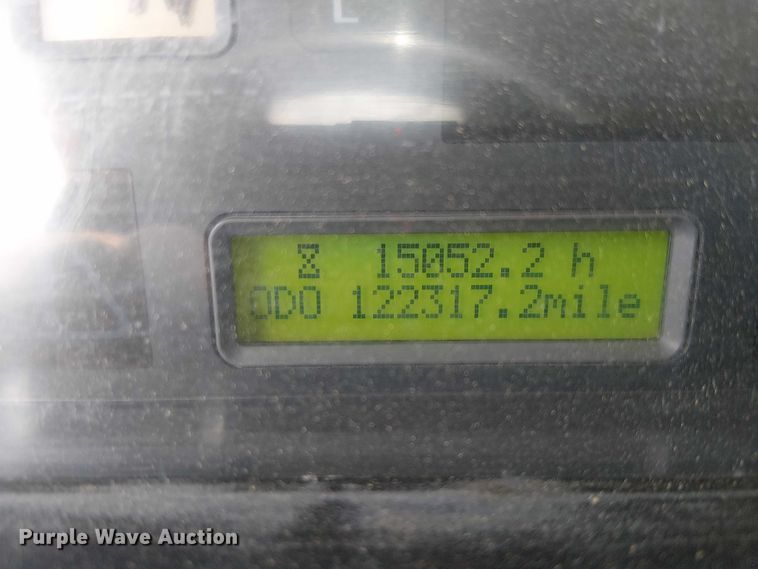 N
L
⧗ 15052.2 h
ODO 122317.2mile
Purple Wave Auction